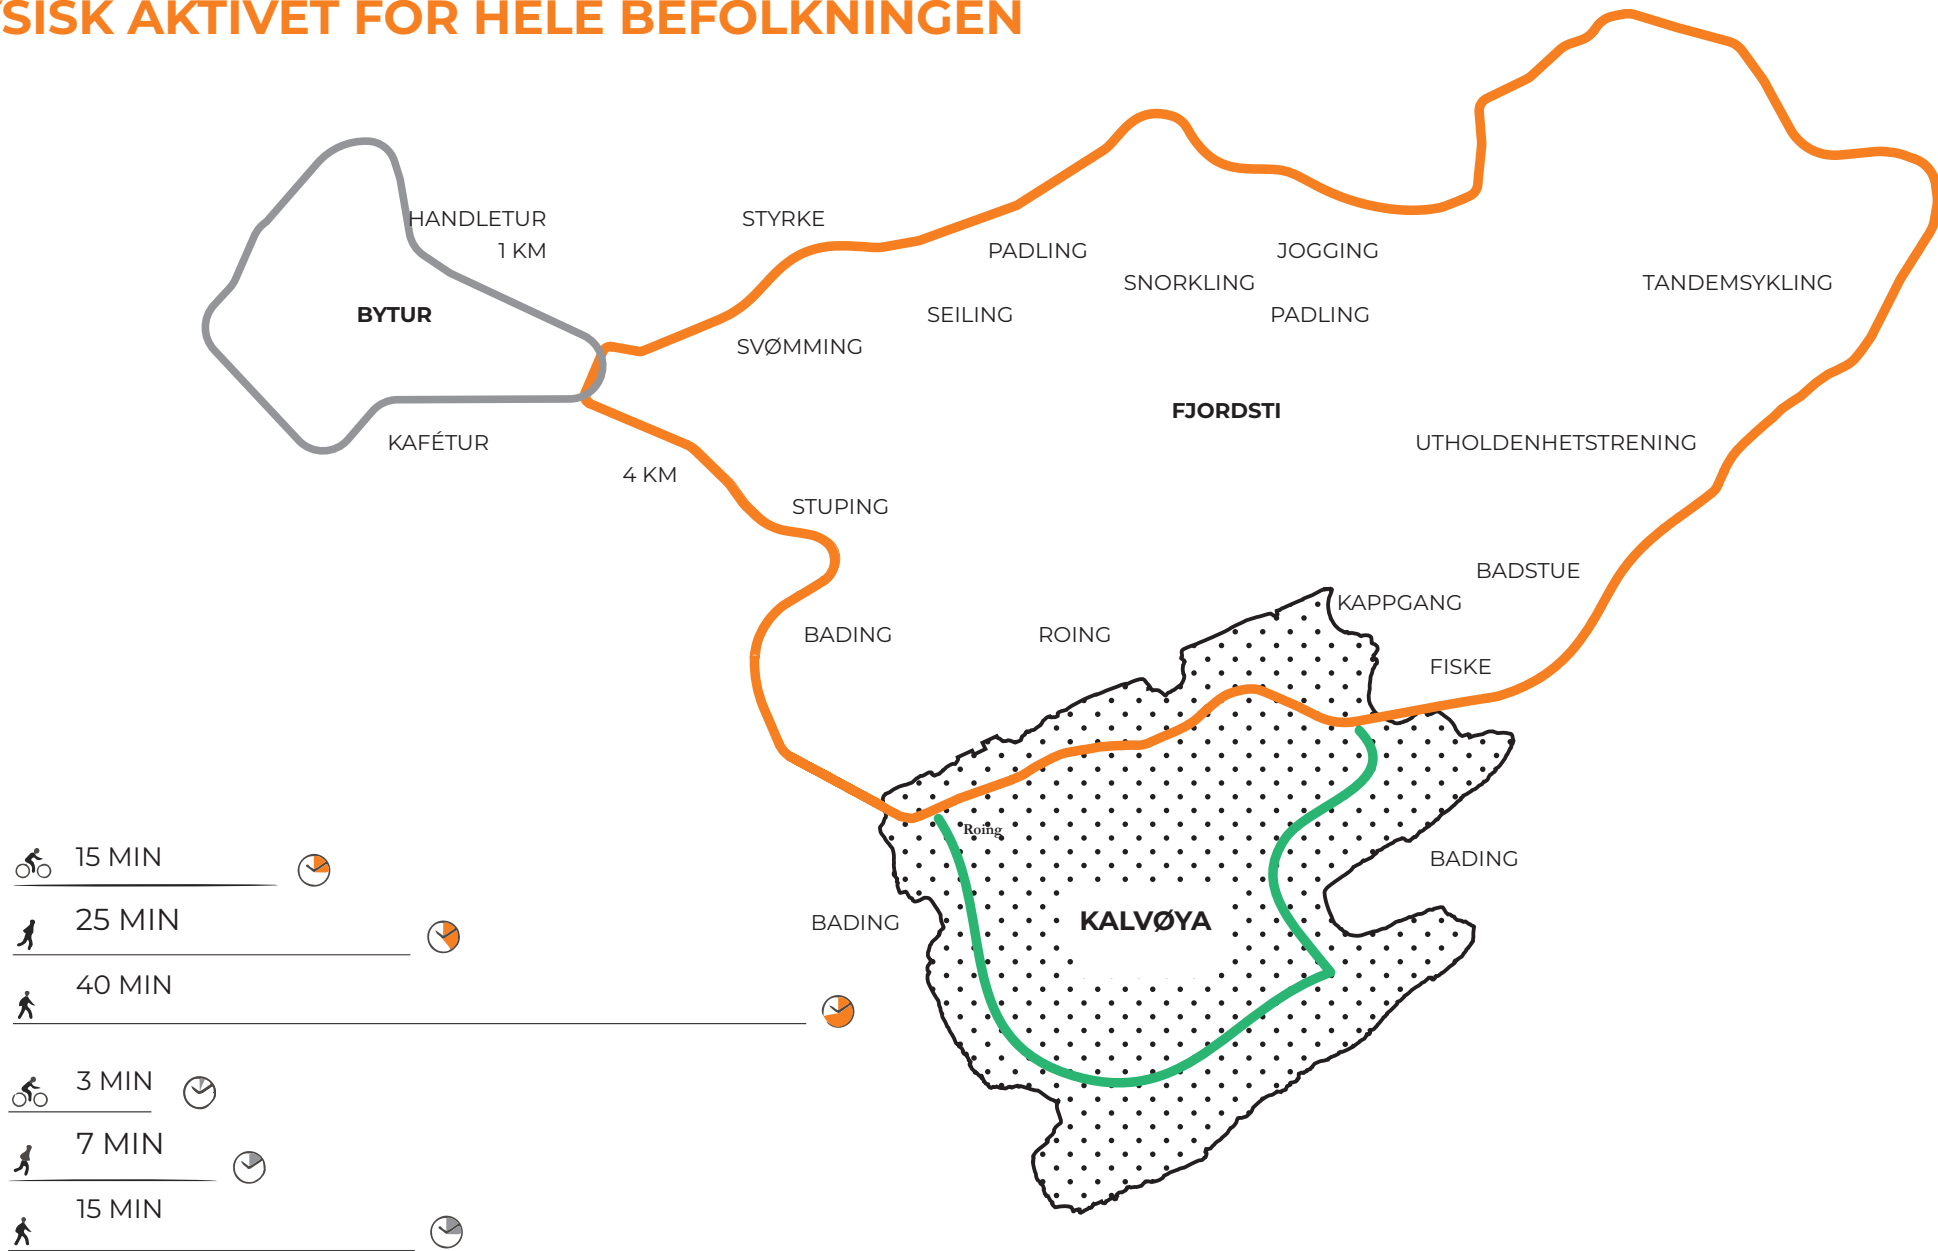 SISK AKTIVET FOR HELE BEFOLKNINGEN
HANDLETUR
1 KM
STYRKE
PADLING
JOGGING
SNORKLING
TANDEMSYKLING
BYTUR
SEILING
PADLING
SVØMMING
FJORDSTI
KAFÉTUR
UTHOLDENHETSTRENING
4 KM
STUPING
BADSTUE
KAPPGANG
BADING
ROING
FISKE
Roing
15 MIN
BADING
25 MIN
BADING
KALVØYA
40 MIN
3 MIN
7 MIN
15 MIN